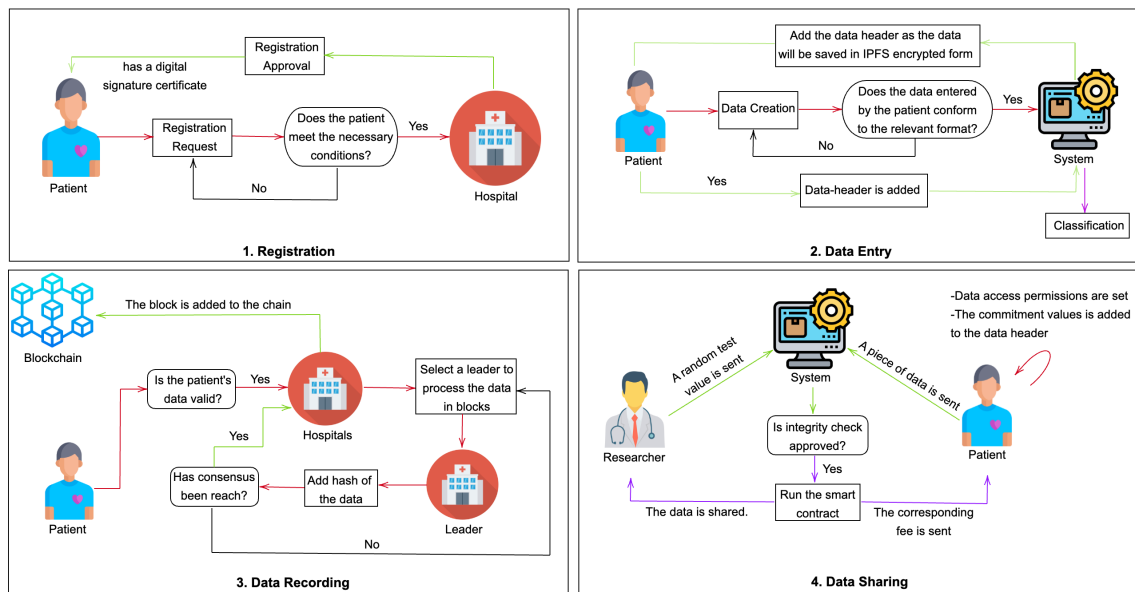 Registration
Approval
has a digital
signature certificate
Patient
Registration
Request
Does the patient
meet the necessary
conditions?
Yes
No
Hospital
1. Registration
Add the data header as the data
will be saved in IPFS encrypted form
Patient
Data Creation
Does the data entered
by the patient conform
to the relevant format?
Yes
No
System
Yes
Data-header is added
Classification
2. Data Entry
The block is added to the chain
Blockchain
Is the patient's
data valid?
Yes
Hospitals
Select a leader to
process the data
in blocks
Yes
Patient
Has consensus
been reach?
Add hash of
the data
Leader
No
3. Data Recording
-Data access permissions are set
-The commitment values is added
to the data header
A random test
value is sent
System
A piece of data is sent
Researcher
Is integrity check
approved?
Patient
Yes
Run the smart
contract
The data is shared.
The corresponding
fee is sent
4. Data Sharing